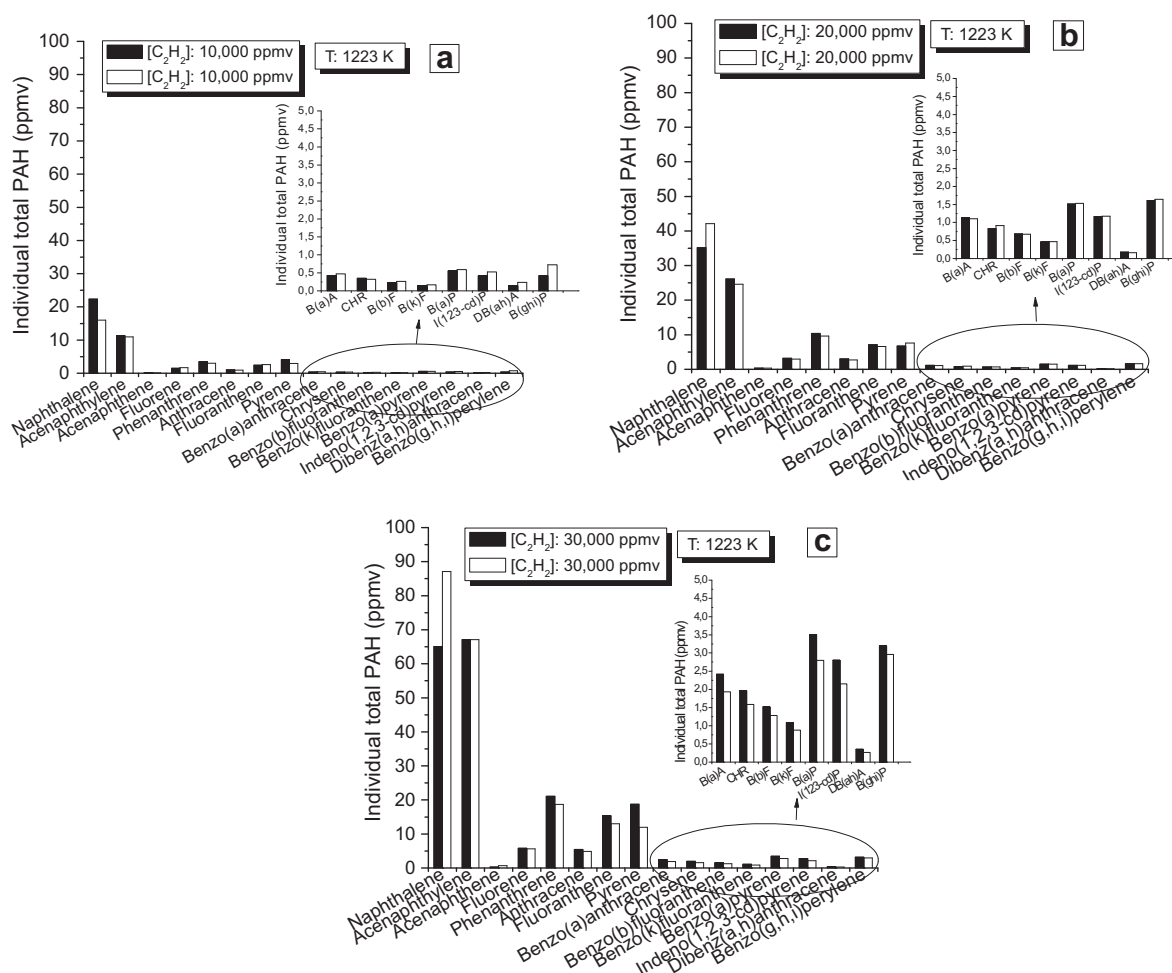 [C2H2]: 10,000 ppmv
[C2H2]: 10,000 ppmv
T: 1223 K
a
Individual total PAH (ppmv)
100
90
80
70
60
50
40
30
20
10
0
Naphthalene
Acenaphthylene
Acenaphthene
Fluorene
Phenanthrene
Anthracene
Fluoranthene
Pyrene
Benzo(a)anthracene
Chrysene
Benzo(b)fluoranthene
Benzo(k)fluoranthene
Benzo(a)pyrene
Indeno(1,2,3-cd)pyrene
Dibenz(a,h)anthracene
Benzo(g,h,i)perylene
Individual total PAH (ppmv)
5,0
4,5
4,0
3,5
3,0
2,5
2,0
1,5
1,0
0,5
0,0
B(a)A
CHR
B(b)F
B(k)F
B(a)P
I(123-cd)P
DB(ah)A
B(ghi)P
[C2H2]: 20,000 ppmv
[C2H2]: 20,000 ppmv
T: 1223 K
b
Individual total PAH (ppmv)
100
90
80
70
60
50
40
30
20
10
0
Naphthalene
Acenaphthylene
Acenaphthene
Fluorene
Phenanthrene
Anthracene
Fluoranthene
Pyrene
Benzo(a)anthracene
Chrysene
Benzo(b)fluoranthene
Benzo(k)fluoranthene
Benzo(a)pyrene
Indeno(1,2,3-cd)pyrene
Dibenz(a,h)anthracene
Benzo(g,h,i)perylene
Individual total PAH (ppmv)
5,0
4,5
4,0
3,5
3,0
2,5
2,0
1,5
1,0
0,5
0,0
B(a)A
CHR
B(b)F
B(k)F
B(a)P
I(123-cd)P
DB(ah)A
B(ghi)P
[C2H2]: 30,000 ppmv
[C2H2]: 30,000 ppmv
T: 1223 K
c
Individual total PAH (ppmv)
100
90
80
70
60
50
40
30
20
10
0
Naphthalene
Acenaphthylene
Acenaphthene
Fluorene
Phenanthrene
Anthracene
Fluoranthene
Pyrene
Benzo(a)anthracene
Chrysene
Benzo(b)fluoranthene
Benzo(k)fluoranthene
Benzo(a)pyrene
Indeno(1,2,3-cd)pyrene
Dibenz(a,h)anthracene
Benzo(g,h,i)perylene
Individual total PAH (ppmv)
5,0
4,5
4,0
3,5
3,0
2,5
2,0
1,5
1,0
0,5
0,0
B(a)A
CHR
B(b)F
B(k)F
B(a)P
I(123-cd)P
DB(ah)A
B(ghi)P